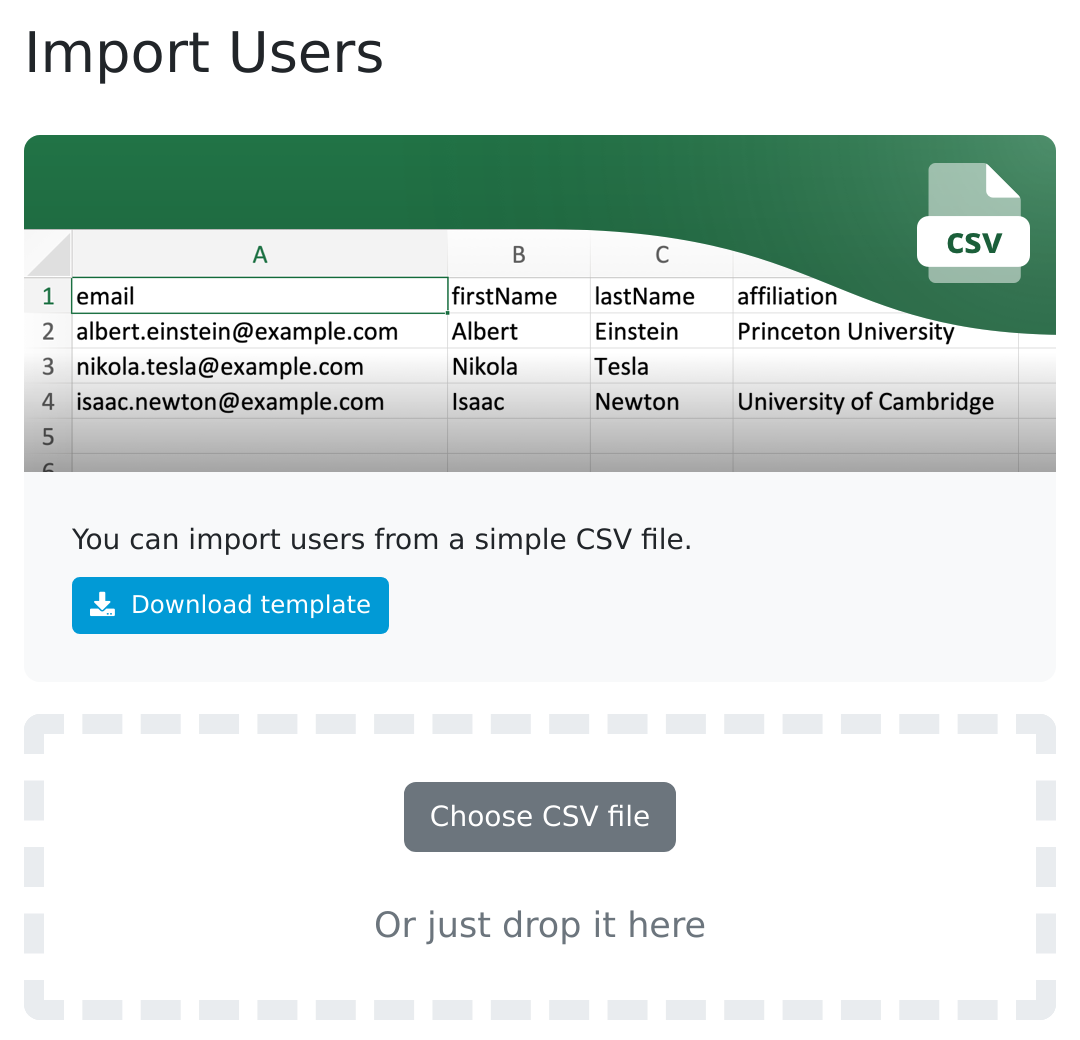 Import Users
CSV
A B C
1 email firstName lastName affiliation
2 albert.einstein@example.com Albert Einstein Princeton University
3 nikola.tesla@example.com Nikola Tesla
4 isaac.newton@example.com Isaac Newton University of Cambridge
5
6
You can import users from a simple CSV file.
Download template
Choose CSV file
Or just drop it here